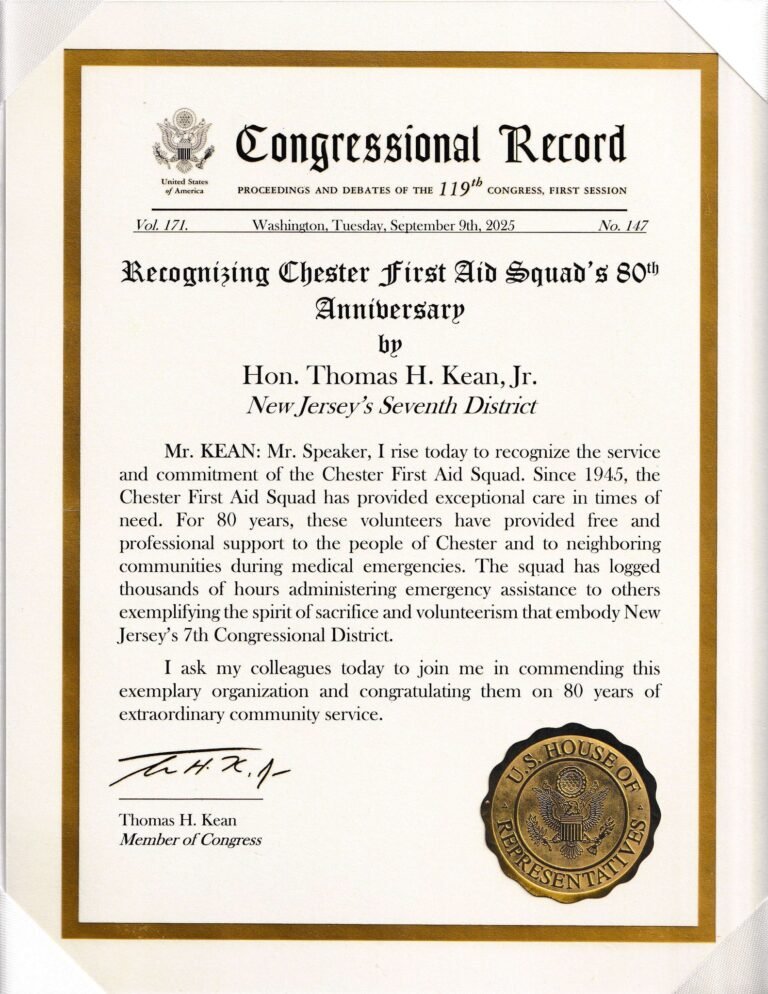 Congressional Record
United States
of America
PROCEEDINGS AND DEBATES OF THE 119th CONGRESS, FIRST SESSION
Vol. 171. Washington, Tuesday, September 9th, 2025 No. 147
Recognizing Chester First Aid Squad's 80th
Anniversary
by
Hon. Thomas H. Kean, Jr.
New Jersey's Seventh District
Mr. KEAN: Mr. Speaker, I rise today to recognize the service
and commitment of the Chester First Aid Squad. Since 1945, the
Chester First Aid Squad has provided exceptional care in times of
need. For 80 years, these volunteers have provided free and
professional support to the people of Chester and to neighboring
communities during medical emergencies. The squad has logged
thousands of hours administering emergency assistance to others
exemplifying the spirit of sacrifice and volunteerism that embody New
Jersey's 7th Congressional District.
I ask my colleagues today to join me in commending this
exemplary organization and congratulating them on 80 years of
extraordinary community service.
Thomas H. Kean
Member of Congress
U.S. HOUSE OF
REPRESENTATIVES